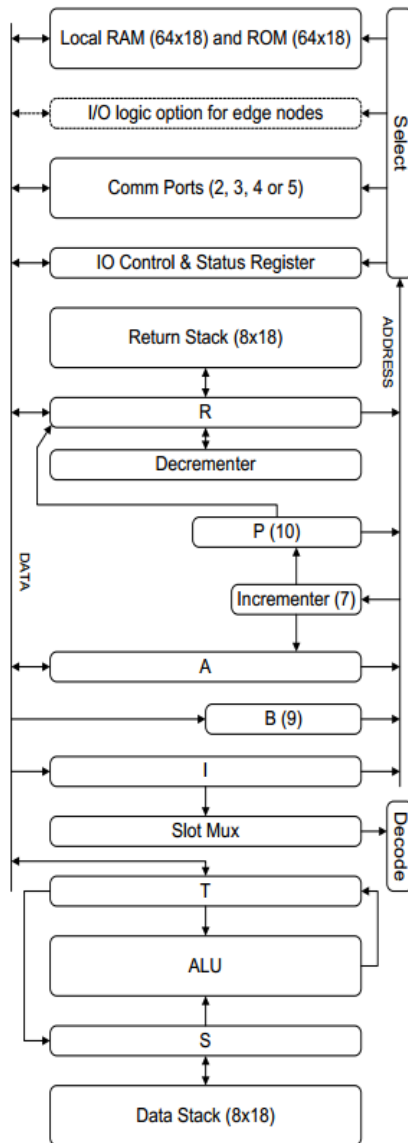 Local RAM (64x18) and ROM (64x18)
I/O logic option for edge nodes
Select
Comm Ports (2, 3, 4 or 5)
IO Control & Status Register
ADDRESS
Return Stack (8x18)
R
Decrementer
P (10)
DATA
Incrementer (7)
A
B (9)
I
Slot Mux
Decode
T
ALU
S
Data Stack (8x18)